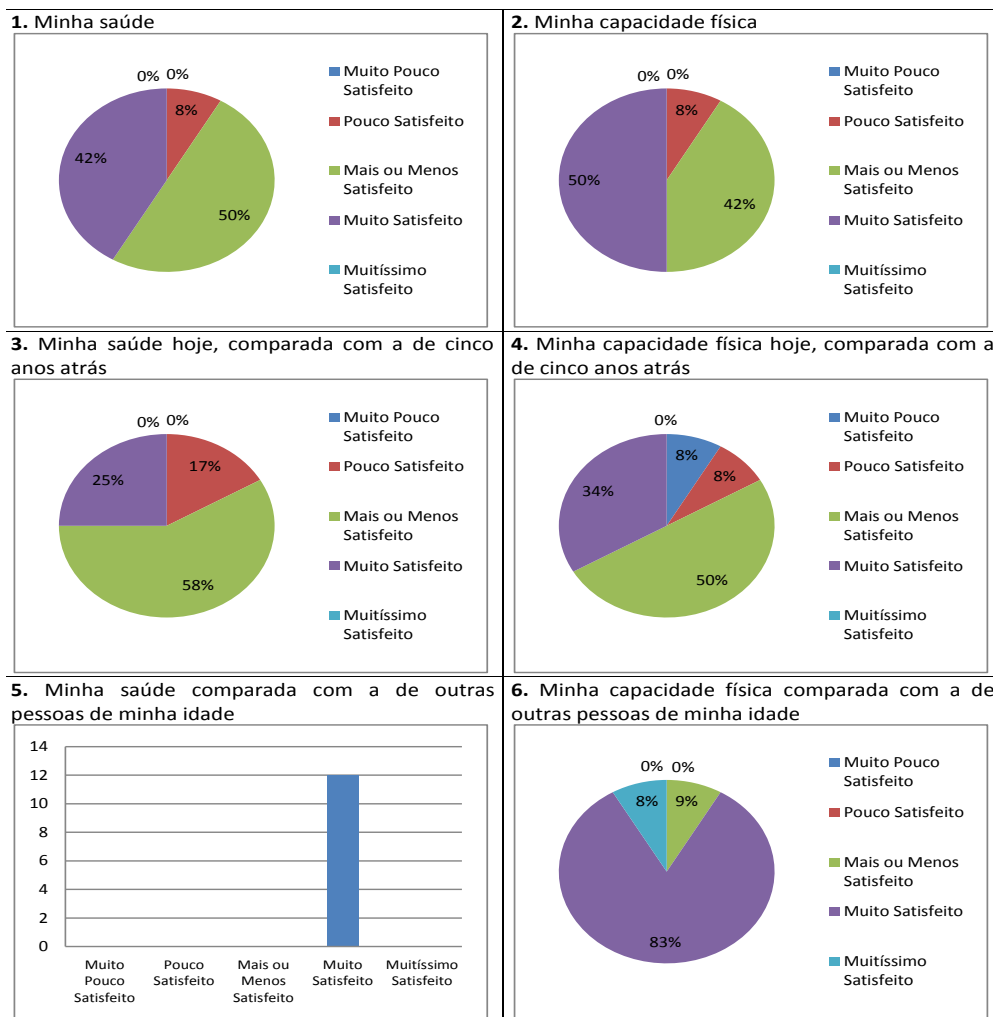 1. Minha saúde
0% 0%
8%
42%
50%
Muito Pouco
Satisfeito
Pouco Satisfeito
Mais ou Menos
Satisfeito
Muito Satisfeito
Muitíssimo
Satisfeito
2. Minha capacidade física
0% 0%
8%
50%
42%
Muito Pouco
Satisfeito
Pouco Satisfeito
Mais ou Menos
Satisfeito
Muito Satisfeito
Muitíssimo
Satisfeito
3. Minha saúde hoje, comparada com a de cinco
anos atrás
0% 0%
17%
25%
58%
Muito Pouco
Satisfeito
Pouco Satisfeito
Mais ou Menos
Satisfeito
Muito Satisfeito
Muitíssimo
Satisfeito
4. Minha capacidade física hoje, comparada com a
de cinco anos atrás
0%
8%
8%
34%
50%
Muito Pouco
Satisfeito
Pouco Satisfeito
Mais ou Menos
Satisfeito
Muito Satisfeito
Muitíssimo
Satisfeito
5. Minha saúde comparada com a de outras
pessoas de minha idade
14
12
10
8
6
4
2
0
Muito
Pouco
Satisfeito
Pouco
Satisfeito
Mais ou
Menos
Satisfeito
Muito
Satisfeito
Muitíssimo
Satisfeito
6. Minha capacidade física comparada com a de
outras pessoas de minha idade
0% 0%
8%
9%
83%
Muito Pouco
Satisfeito
Pouco Satisfeito
Mais ou Menos
Satisfeito
Muito Satisfeito
Muitíssimo
Satisfeito